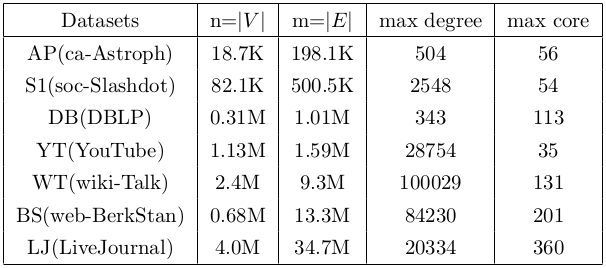 Datasets n=|V| m=|E| max degree max core
AP(ca-Astroph) 18.7K 198.1K 504 56
S1(soc-Slashdot) 82.1K 500.5K 2548 54
DB(DBLP) 0.31M 1.01M 343 113
YT(YouTube) 1.13M 1.59M 28754 35
WT(wiki-Talk) 2.4M 9.3M 100029 131
BS(web-BerkStan) 0.68M 13.3M 84230 201
LJ(LiveJournal) 4.0M 34.7M 20334 360